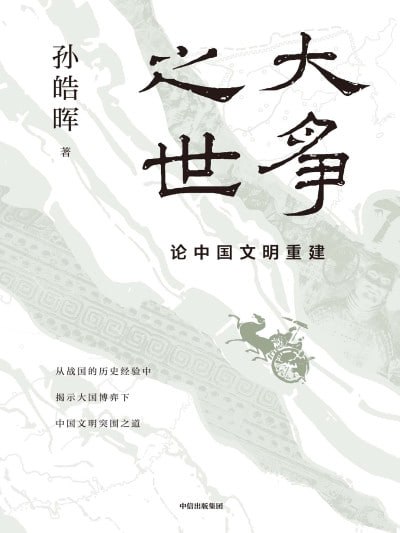 大争
之世
孙皓晖
著
论中国文明重建
从战国的历史经验中
揭示大国博弈下
中国文明突围之道
中信出版集团